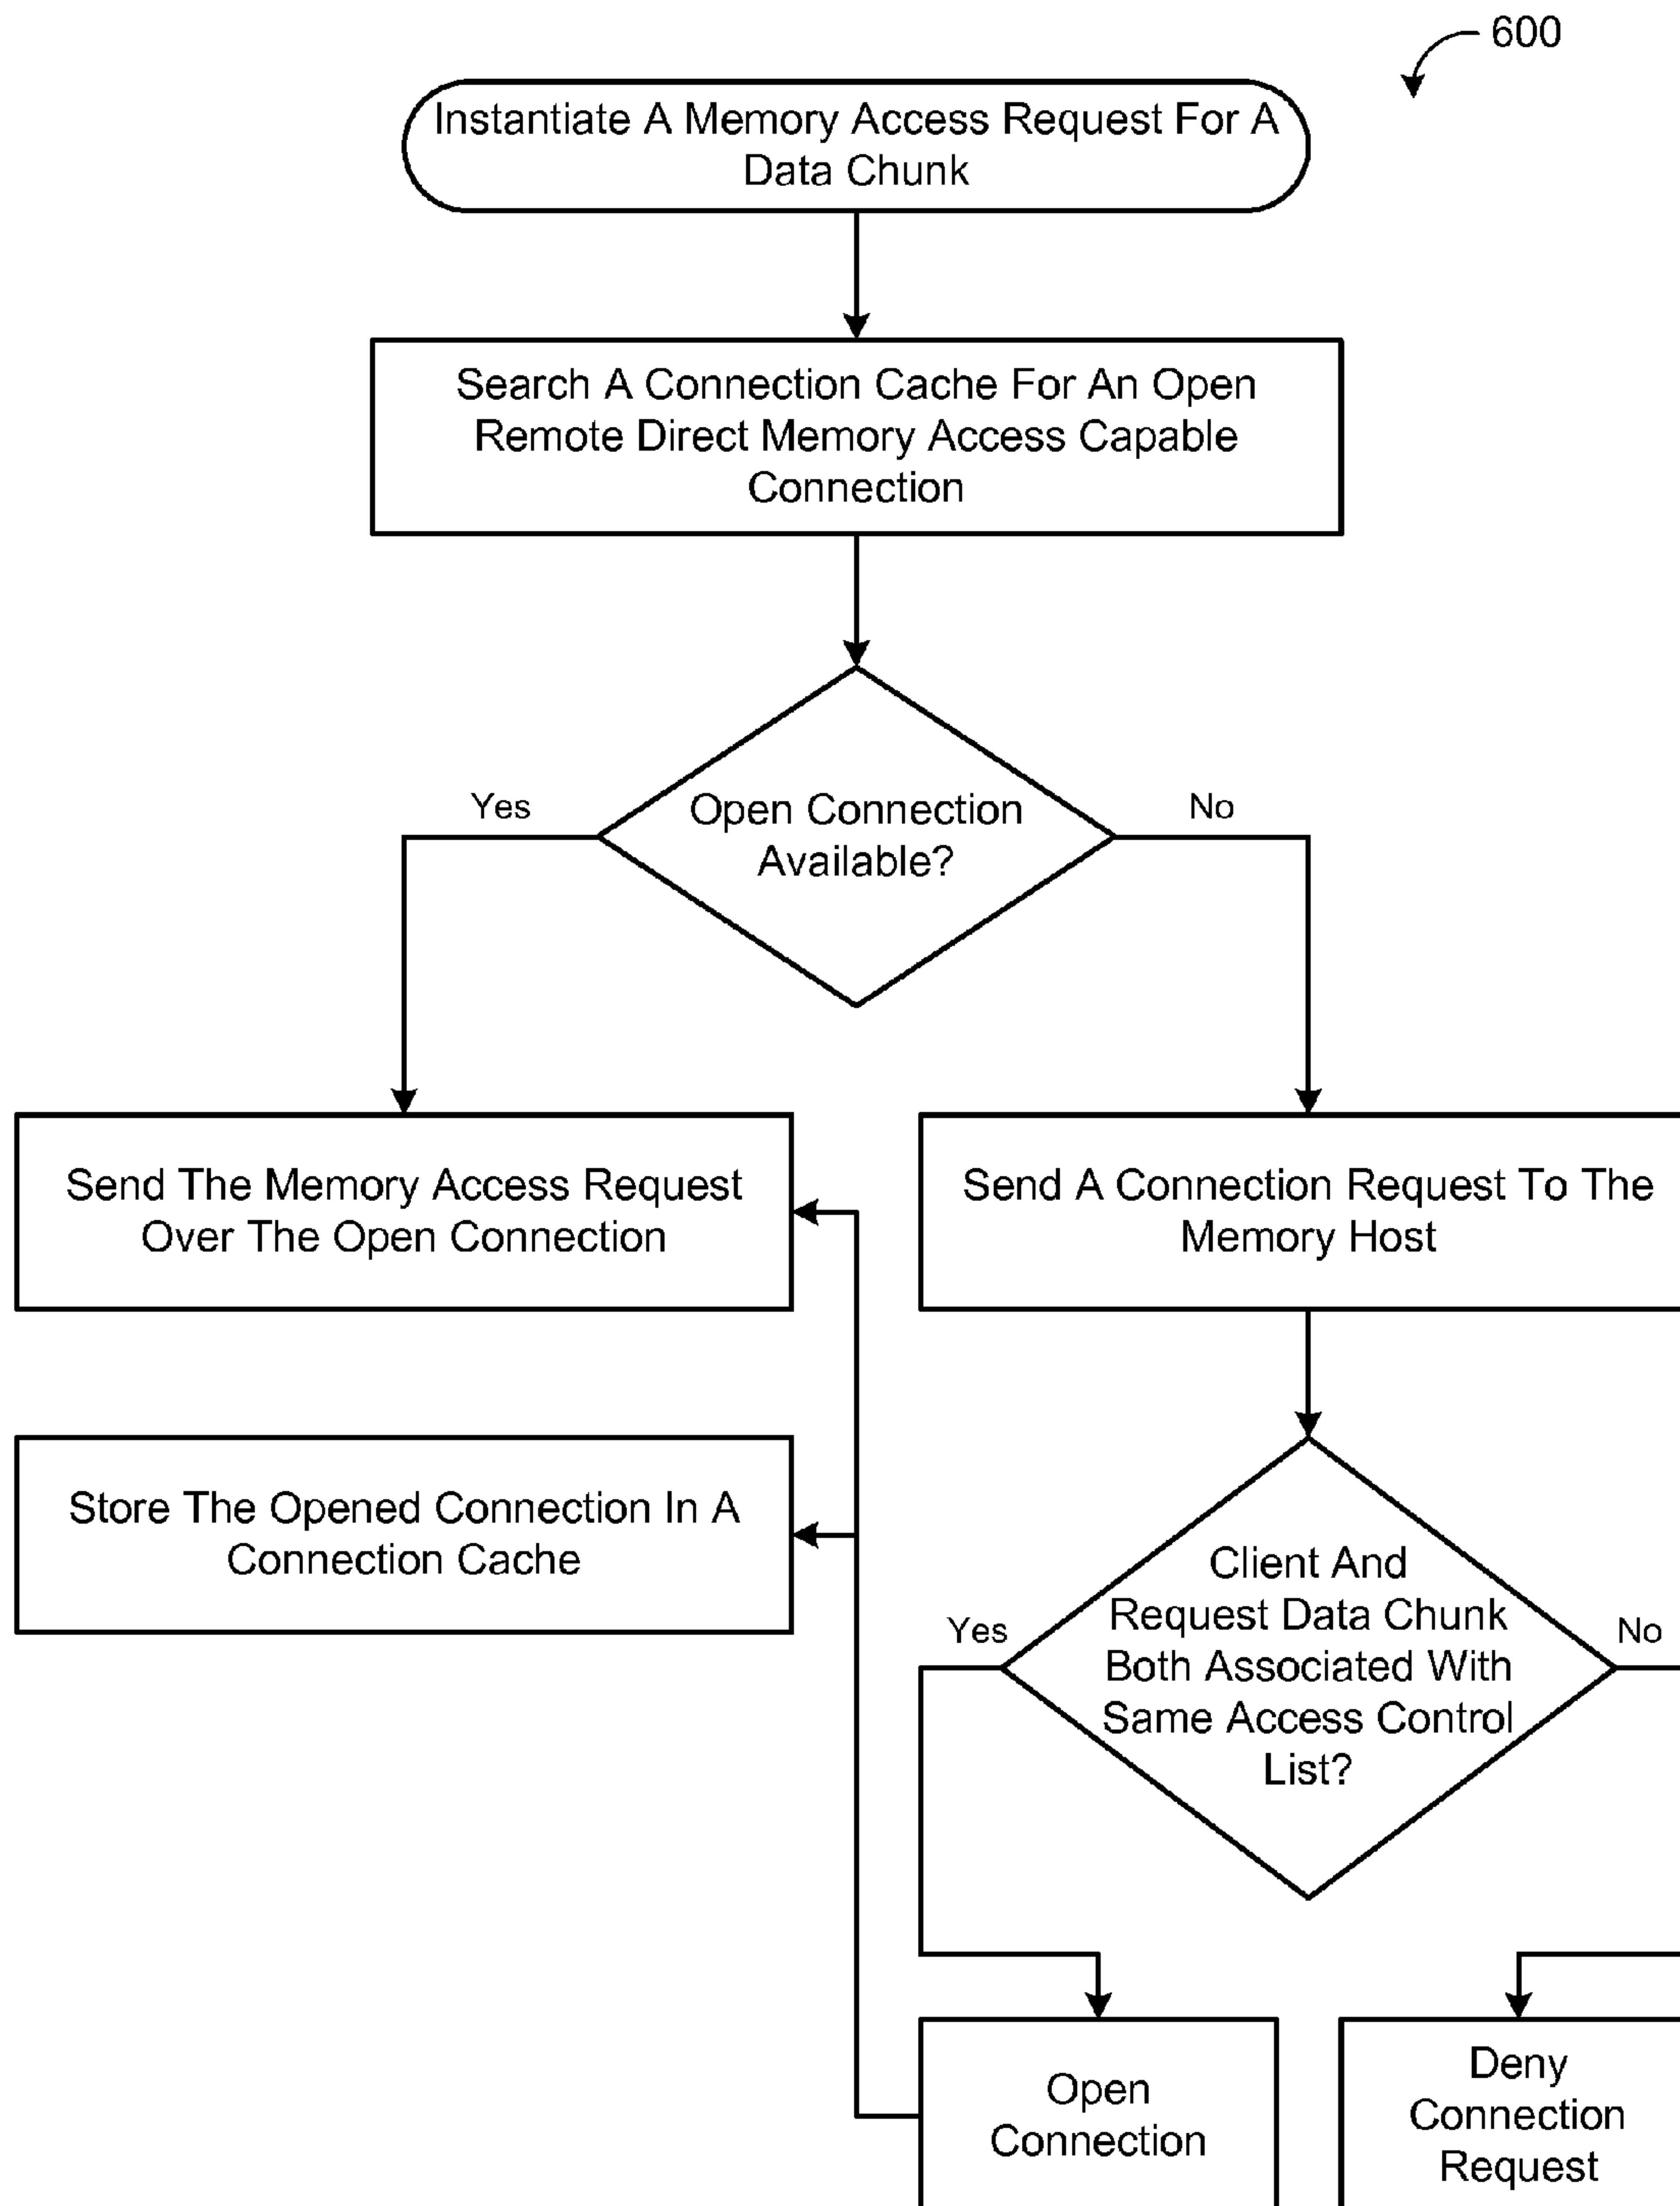 600
Instantiate A Memory Access Request For A
Data Chunk
Search A Connection Cache For An Open
Remote Direct Memory Access Capable
Connection
Yes
Open Connection
Available?
No
Send The Memory Access Request
Over The Open Connection
Send A Connection Request To The
Memory Host
Store The Opened Connection In A
Connection Cache
Yes
Client And
Request Data Chunk
Both Associated With
Same Access Control
List?
No
Open
Connection
Deny
Connection
Request